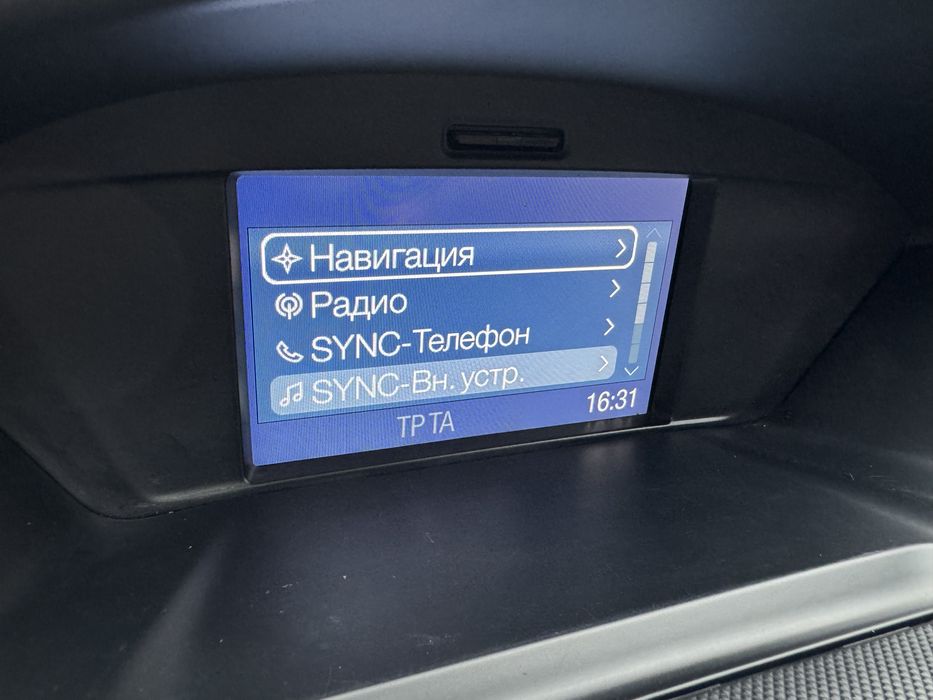 Навигация
Радио
SYNC-Телефон
SYNC-Вн. устр.
TP TA 16:31